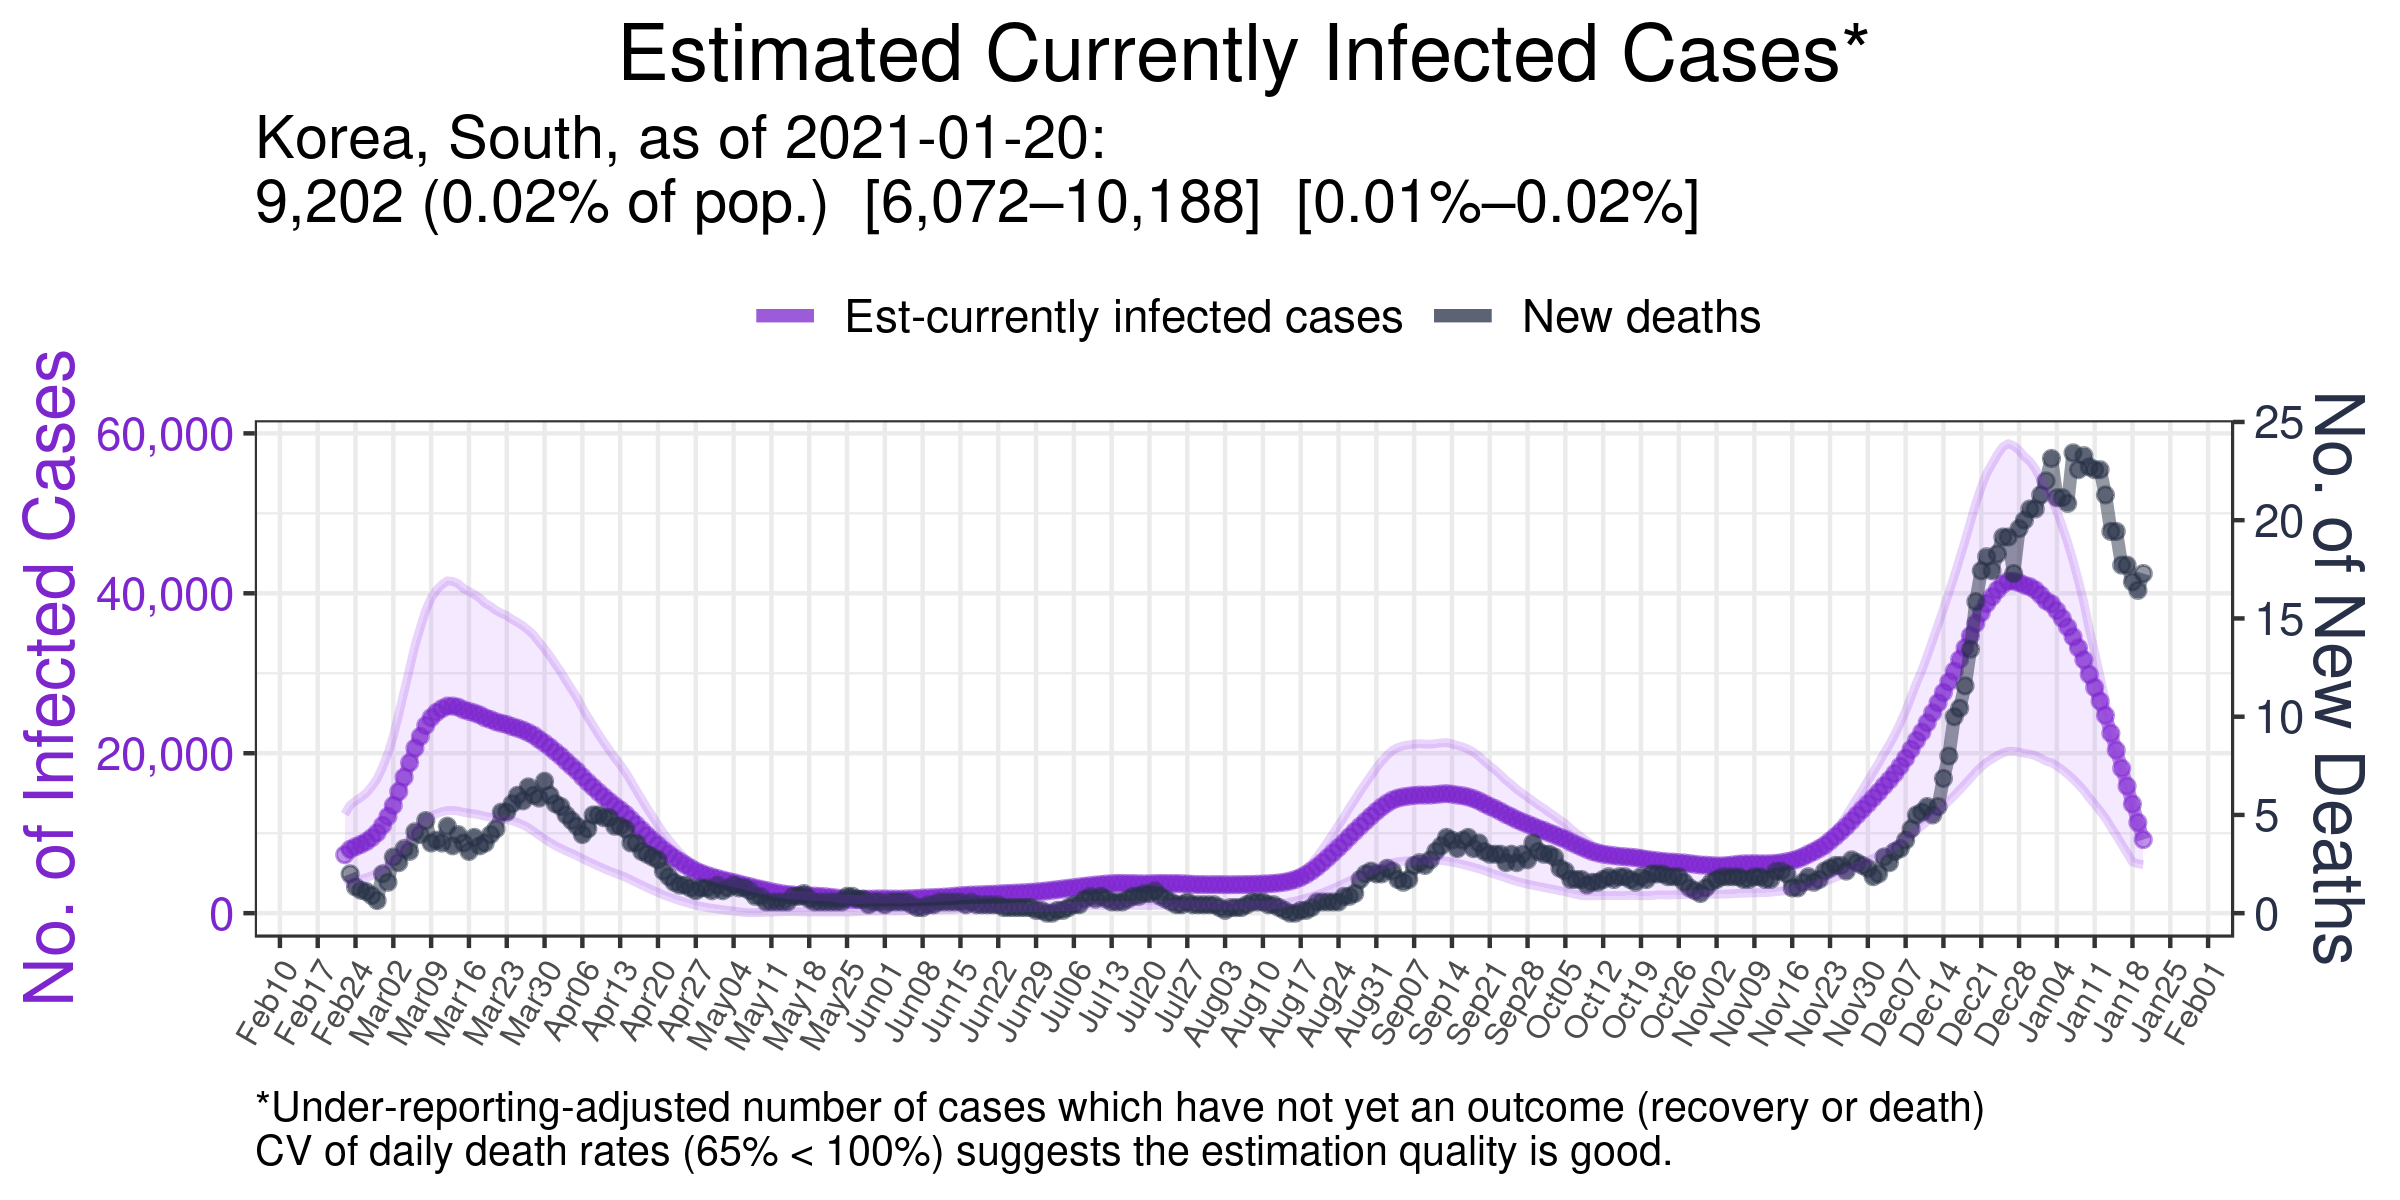 Estimated Currently Infected Cases*
Korea, South, as of 2021-01-20:
9,202 (0.02% of pop.) [6,072–10,188] [0.01%–0.02%]
Est-currently infected cases New deaths
No. of Infected Cases
60,000
40,000
20,000
0
25
20
15
10
5
0
No. of New Deaths
Feb10 Feb17 Feb24 Mar02 Mar09 Mar16 Mar23 Mar30 Apr06 Apr13 Apr20 Apr27 May04 May11 May18 May25 Jun01 Jun08 Jun15 Jun22 Jun29 Jul06 Jul13 Jul20 Jul27 Aug03 Aug10 Aug17 Aug24 Aug31 Sep07 Sep14 Sep21 Sep28 Oct05 Oct12 Oct19 Oct26 Nov02 Nov09 Nov16 Nov23 Nov30 Dec07 Dec14 Dec21 Dec28 Jan04 Jan11 Jan18 Jan25 Feb01
*Under-reporting-adjusted number of cases which have not yet an outcome (recovery or death)
CV of daily death rates (65% < 100%) suggests the estimation quality is good.